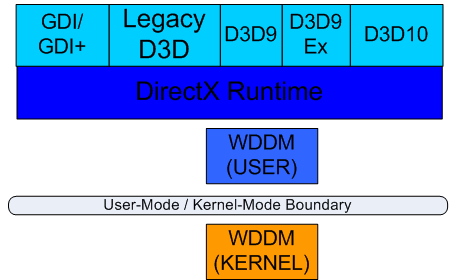 GDI/
GDI+
Legacy
D3D
D3D9
D3D9
Ex
D3D10
DirectX Runtime
WDDM
(USER)
User-Mode / Kernel-Mode Boundary
WDDM
(KERNEL)